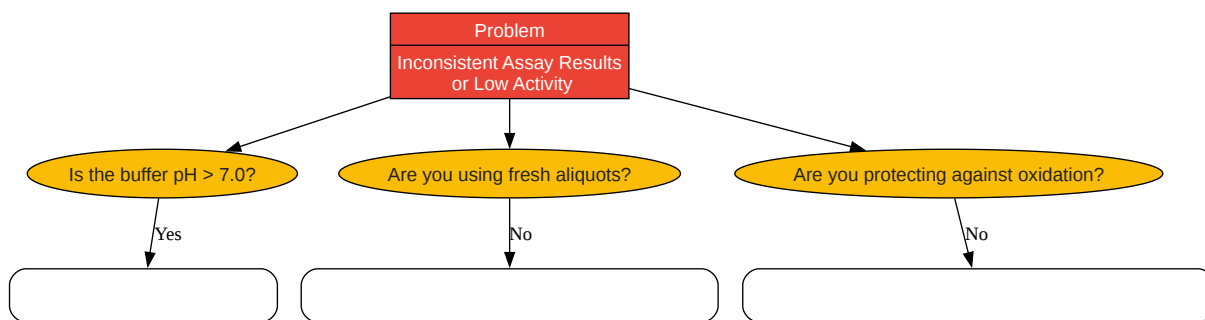 Problem
Inconsistent Assay Results
or Low Activity
Is the buffer pH > 7.0?
Are you using fresh aliquots?
Are you protecting against oxidation?
Yes
No
No